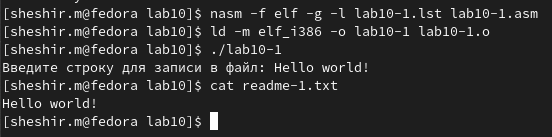 [sheshir.m@fedora lab10]$ nasm -f elf -g -l lab10-1.lst lab10-1.asm
[sheshir.m@fedora lab10]$ ld -m elf_i386 -o lab10-1 lab10-1.o
[sheshir.m@fedora lab10]$ ./lab10-1
Введите строку для записи в файл: Hello world!
[sheshir.m@fedora lab10]$ cat readme-1.txt
Hello world!
[sheshir.m@fedora lab10]$